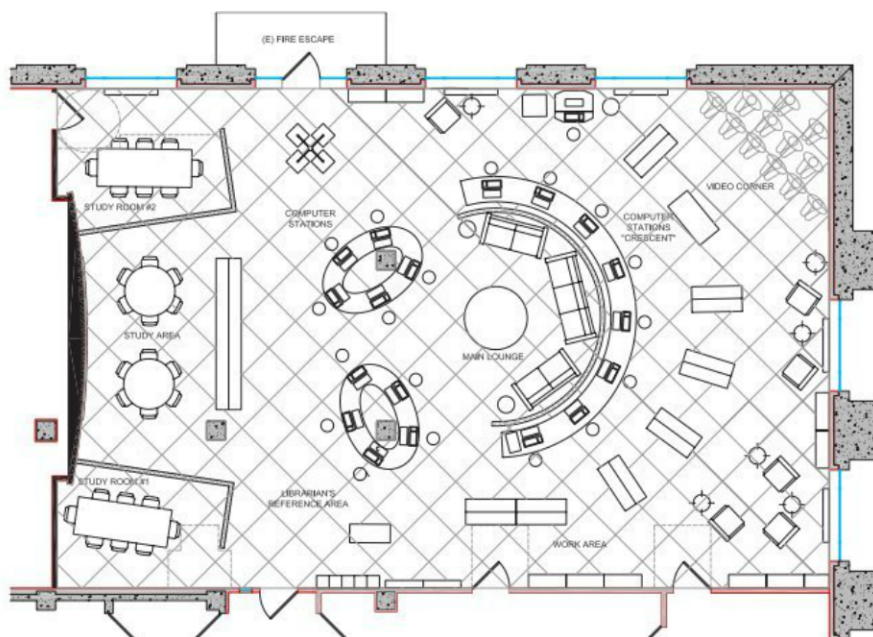 (E) FIRE ESCAPE
STUDY ROOM #2
COMPUTER
STATIONS
COMPUTER
STATIONS
"CRESCENT"
VIDEO CORNER
STUDY AREA
MAIN LOUNGE
STUDY ROOM #1
LIBRARIAN'S
REFERENCE AREA
WORK AREA